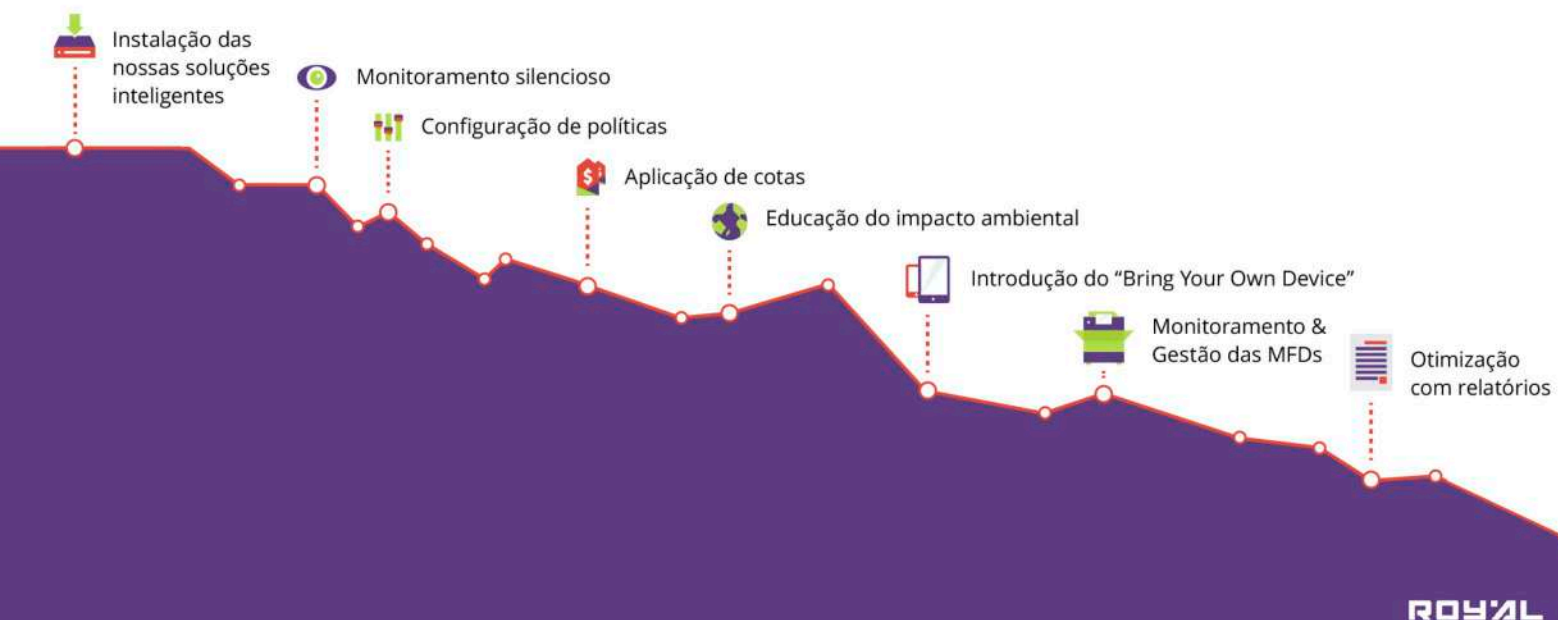 Instalação das
nossas soluções
inteligentes
Monitoramento silencioso
Configuração de políticas
$
Aplicação de cotas
Educação do impacto ambiental
Introdução do “Bring Your Own Device”
Monitoramento &
Gestão das MFDs
Otimização
com relatórios
ROYAL